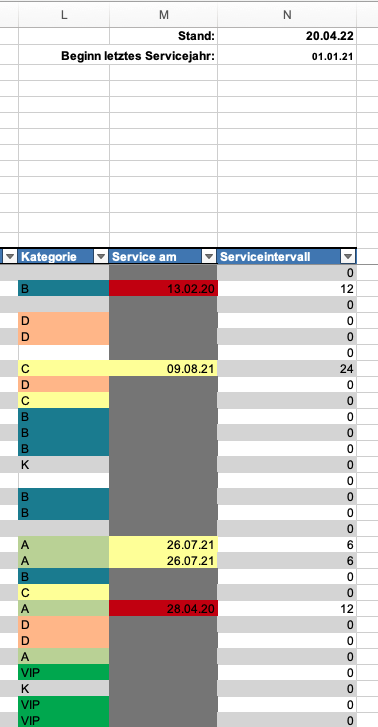 L M N
Stand: 20.04.22
Beginn letztes Servicejahr: 01.01.21
Kategorie Service am Serviceintervall
0
B 13.02.20 12
0
D 0
D 0
0
C 09.08.21 24
D 0
C 0
B 0
B 0
B 0
K 0
0
B 0
B 0
0
A 26.07.21 6
A 26.07.21 6
B 0
C 0
A 28.04.20 12
D 0
D 0
A 0
VIP 0
K 0
VIP 0
VIP 0